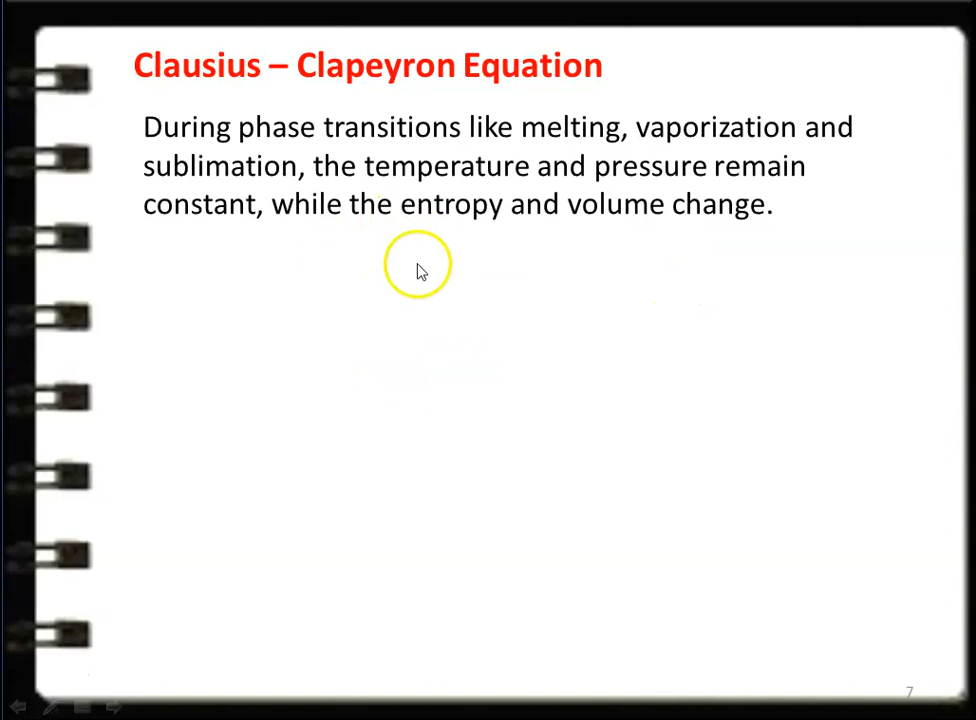 Clausius – Clapeyron Equation
During phase transitions like melting, vaporization and
sublimation, the temperature and pressure remain
constant, while the entropy and volume change.
7